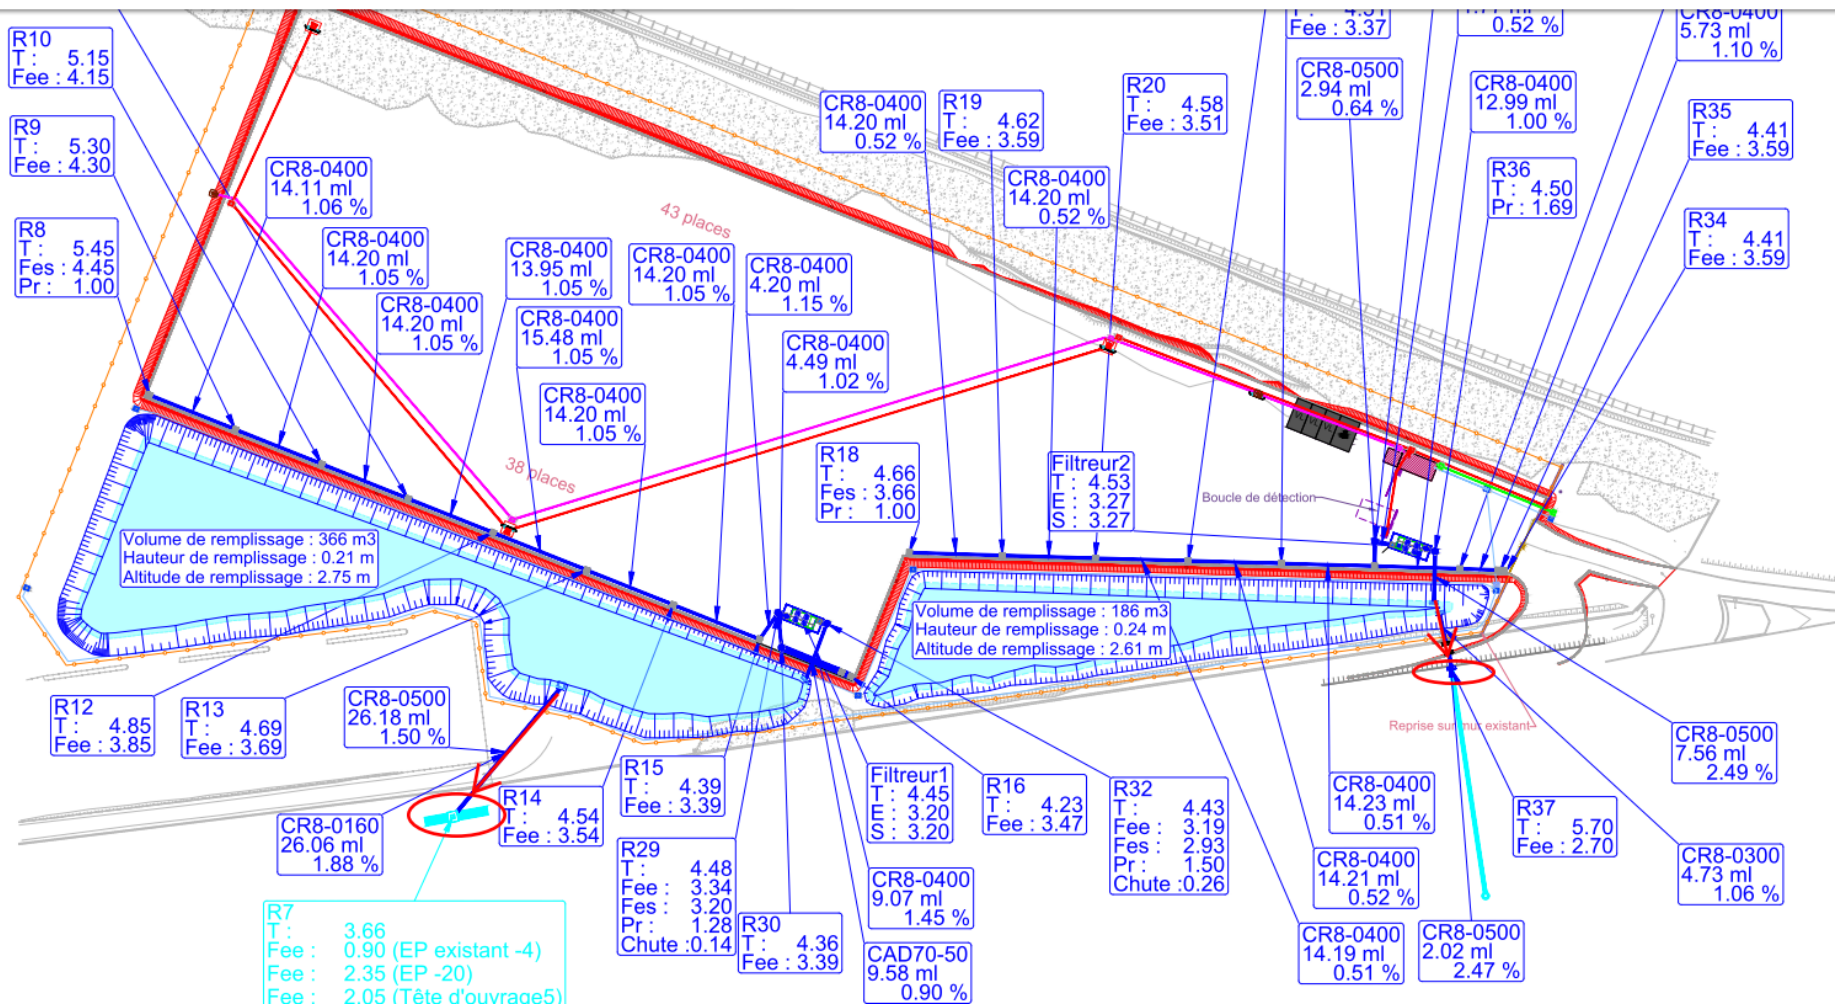 R10
T : 5.15
Fee : 4.15
R9
T : 5.30
Fee : 4.30
R8
T : 5.45
Fes : 4.45
Pr : 1.00
CR8-0400
14.11 ml
1.06 %
CR8-0400
14.20 ml
1.05 %
CR8-0400
14.20 ml
1.05 %
CR8-0400
13.95 ml
1.05 %
CR8-0400
15.48 ml
1.05 %
CR8-0400
14.20 ml
1.05 %
CR8-0400
14.20 ml
1.05 %
CR8-0400
4.20 ml
1.15 %
CR8-0400
4.49 ml
1.02 %
43 places
38 places
CR8-0400
14.20 ml
0.52 %
R19
T : 4.62
Fee : 3.59
CR8-0400
14.20 ml
0.52 %
R20
T : 4.58
Fee : 3.51
Fee : 3.37
0.52 %
CR8-0500
2.94 ml
0.64 %
CR8-0400
12.99 ml
1.00 %
CR8-0400
5.73 ml
1.10 %
R35
T : 4.41
Fee : 3.59
R36
T : 4.50
Pr : 1.69
R34
T : 4.41
Fee : 3.59
R18
T : 4.66
Fes : 3.66
Pr : 1.00
Filtreur2
T : 4.53
E : 3.27
S : 3.27
Boucle de détection
Volume de remplissage : 366 m3
Hauteur de remplissage : 0.21 m
Altitude de remplissage : 2.75 m
Volume de remplissage : 186 m3
Hauteur de remplissage : 0.24 m
Altitude de remplissage : 2.61 m
R12
T : 4.85
Fee : 3.85
R13
T : 4.69
Fee : 3.69
CR8-0500
26.18 ml
1.50 %
CR8-0160
26.06 ml
1.88 %
R14
T : 4.54
Fee : 3.54
R15
T : 4.39
Fee : 3.39
R29
T : 4.48
Fee : 3.34
Fes : 3.20
Pr : 1.28
Chute :0.14
R30
T : 4.36
Fee : 3.39
Filtreur1
T : 4.45
E : 3.20
S : 3.20
CR8-0400
9.07 ml
1.45 %
CAD70-50
9.58 ml
0.90 %
R16
T : 4.23
Fee : 3.47
R32
T : 4.43
Fee : 3.19
Fes : 2.93
Pr : 1.50
Chute :0.26
CR8-0400
14.23 ml
0.51 %
CR8-0400
14.21 ml
0.52 %
CR8-0400
14.19 ml
0.51 %
CR8-0500
2.02 ml
2.47 %
R37
T : 5.70
Fee : 2.70
Reprise sur mur existant
CR8-0500
7.56 ml
2.49 %
CR8-0300
4.73 ml
1.06 %
R7
T : 3.66
Fee : 0.90 (EP existant -4)
Fee : 2.35 (EP -20)
Fee : 2.05 (Tête d'ouvrage5)